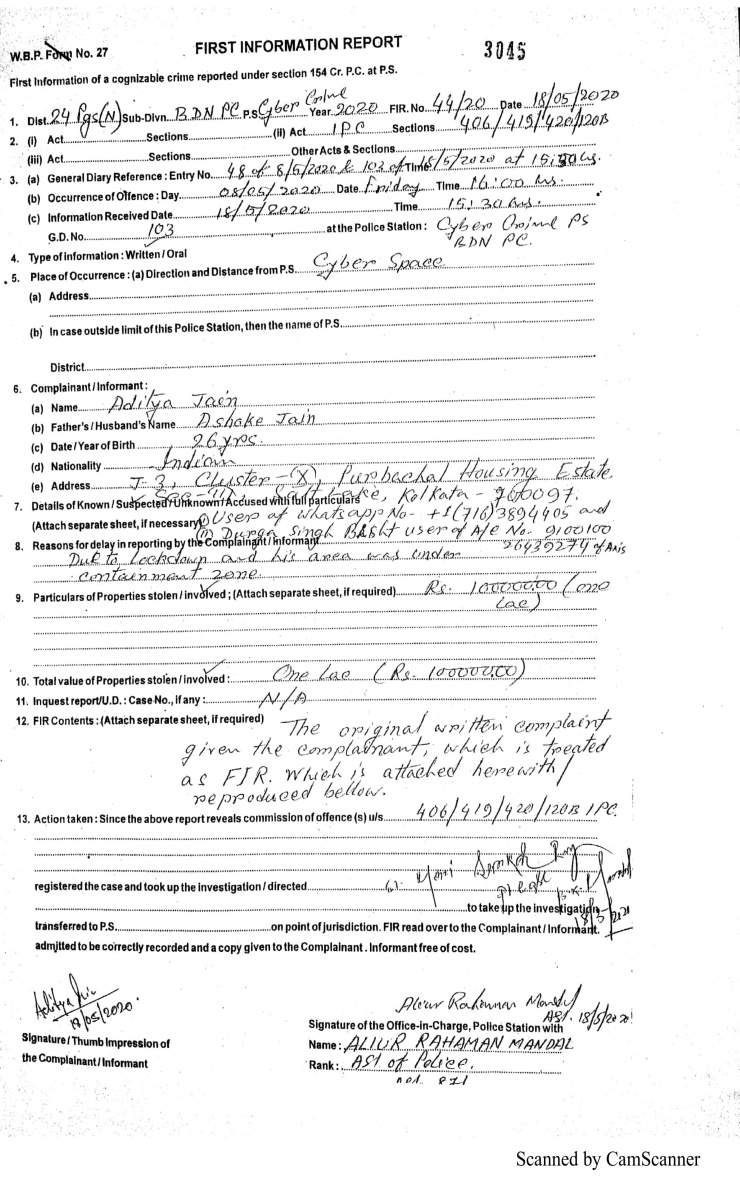 W.B.P. Form No. 27
FIRST INFORMATION REPORT
3045
First Information of a cognizable crime reported under section 154 Cr. P.C. at P.S.
1. Dist. 24 Pgs(N) Sub-Divn. BDN PC P.S. Cyber Crime Year 2020 FIR. No. 44/20 Date 18/05/2020
2. (i) Act Sections (ii) Act IPC Sections 406/419/420/120B
(iii) Act Sections Other Acts & Sections
3. (a) General Diary Reference : Entry No. 48 of 8/5/2020 & 103 of Time 18/5/2020 at 15:30 hrs.
(b) Occurrence of Offence : Day 08/05/2020 Date Friday Time 16:00 hrs.
(c) Information Received Date 18/5/2020 Time 15:30 hrs.
G.D. No. 103 at the Police Station : Cyber Crime PS
BDN PC.
4. Type of information : Written / Oral
5. Place of Occurrence : (a) Direction and Distance from P.S. Cyber Space
(a) Address
(b) In case outside limit of this Police Station, then the name of P.S.
District
6. Complainant / Informant :
(a) Name Aditya Jain
(b) Father's / Husband's Name Ashoke Jain
(c) Date / Year of Birth 26 yrs.
(d) Nationality Indian
(e) Address J-3, Cluster-(X), Purbachal Housing Estate
Lake, Kolkata - 700097.
7. Details of Known / Suspected / Unknown / Accused with full particulars
(Attach separate sheet, if necessary) (i) User of whatsapp No- +1(716)3894405 and
(ii) Durga Singh Bisht user of A/c No. 9100100
8. Reasons for delay in reporting by the Complainant / Informant 36439274 of Axis
Due to Lockdown and his area was under
containment zone.
9. Particulars of Properties stolen / involved ; (Attach separate sheet, if required) Rs. 100000.00 (one
Lac)
10. Total value of Properties stolen / involved : One Lac (Rs. 100000.00)
11. Inquest report/U.D. : Case No., if any : N/A
12. FIR Contents : (Attach separate sheet, if required) The original written complaint
given the complainant, which is treated
as FIR. Which is attached herewith/
reproduced bellow.
13. Action taken : Since the above report reveals commission of offence (s) u/s 406/419/420/120B IPC.
registered the case and took up the investigation / directed
to take up the investigation
transferred to P.S. on point of jurisdiction. FIR read over to the Complainant / Informant.
admjtted to be correctly recorded and a copy given to the Complainant . Informant free of cost.
Aditya Jain
18/05/2020.
Signature / Thumb Impression of
the Complainant / Informant
Aliur Rahaman Mandal
ASI. 18/5/2020
Signature of the Office-in-Charge, Police Station with
Name : ALIUR RAHAMAN MANDAL
Rank : ASI of Police.
Scanned by CamScanner